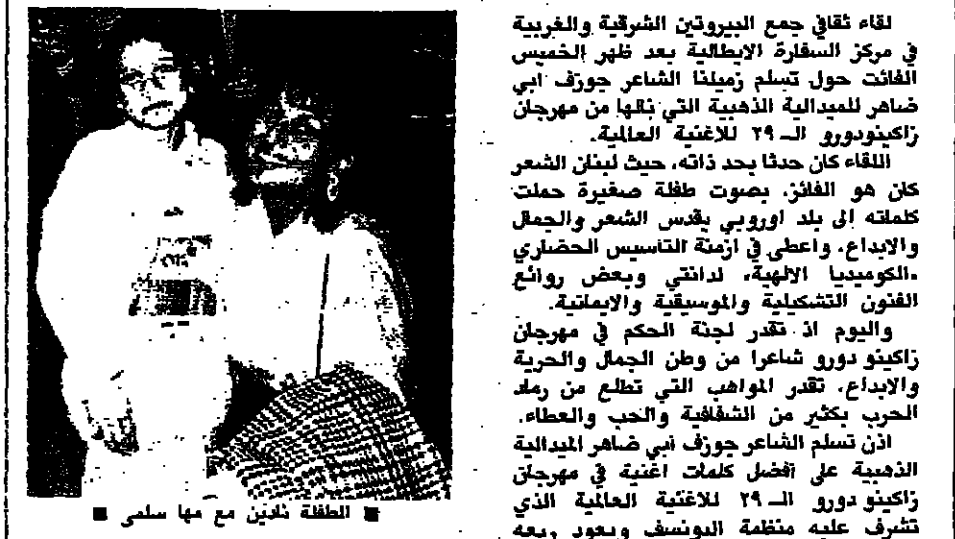 لقاء ثقافي جمع البيروتين الشرقية والغربية
في مركز السفارة الايطالية بعد ظهر الخميس
الفائت حول تسلم زميلنا الشاعر جوزف ابي
ضاهر للميدالية الذهبية التي نالها من مهرجان
زاكينودورو الـ ٢٩ للاغنية العالمية.
اللقاء كان حدثا بحد ذاته، حيث لبنان الشعر
كان هو الفائز، بصوت طفلة صغيرة حملت
كلماته الى بلد اوروبي يقدس الشعر والجمال
والابداع، واعطى في ازمنة التاسيس الحضاري
«الكوميديا الالهية» لدانتي وبعض روائع
الفنون التشكيلية والموسيقية والايمانية.
واليوم اذ تقدر لجنة الحكم في مهرجان
زاكينو دورو شاعرا من وطن الجمال والحرية
والابداع، تقدر المواهب التي تطلع من رماد
الحرب بكثير من الشفافية والحب والعطاء.
اذن تسلم الشاعر جوزف أبي ضاهر الميدالية
الذهبية على أفضل كلمات اغنية في مهرجان
زاكينو دورو الـ ٢٩ للاغنية العالمية الذي
تشرف عليه منظمة اليونسف ويعود ريعه
■ الطفلة نادين مع مها سلمى ■